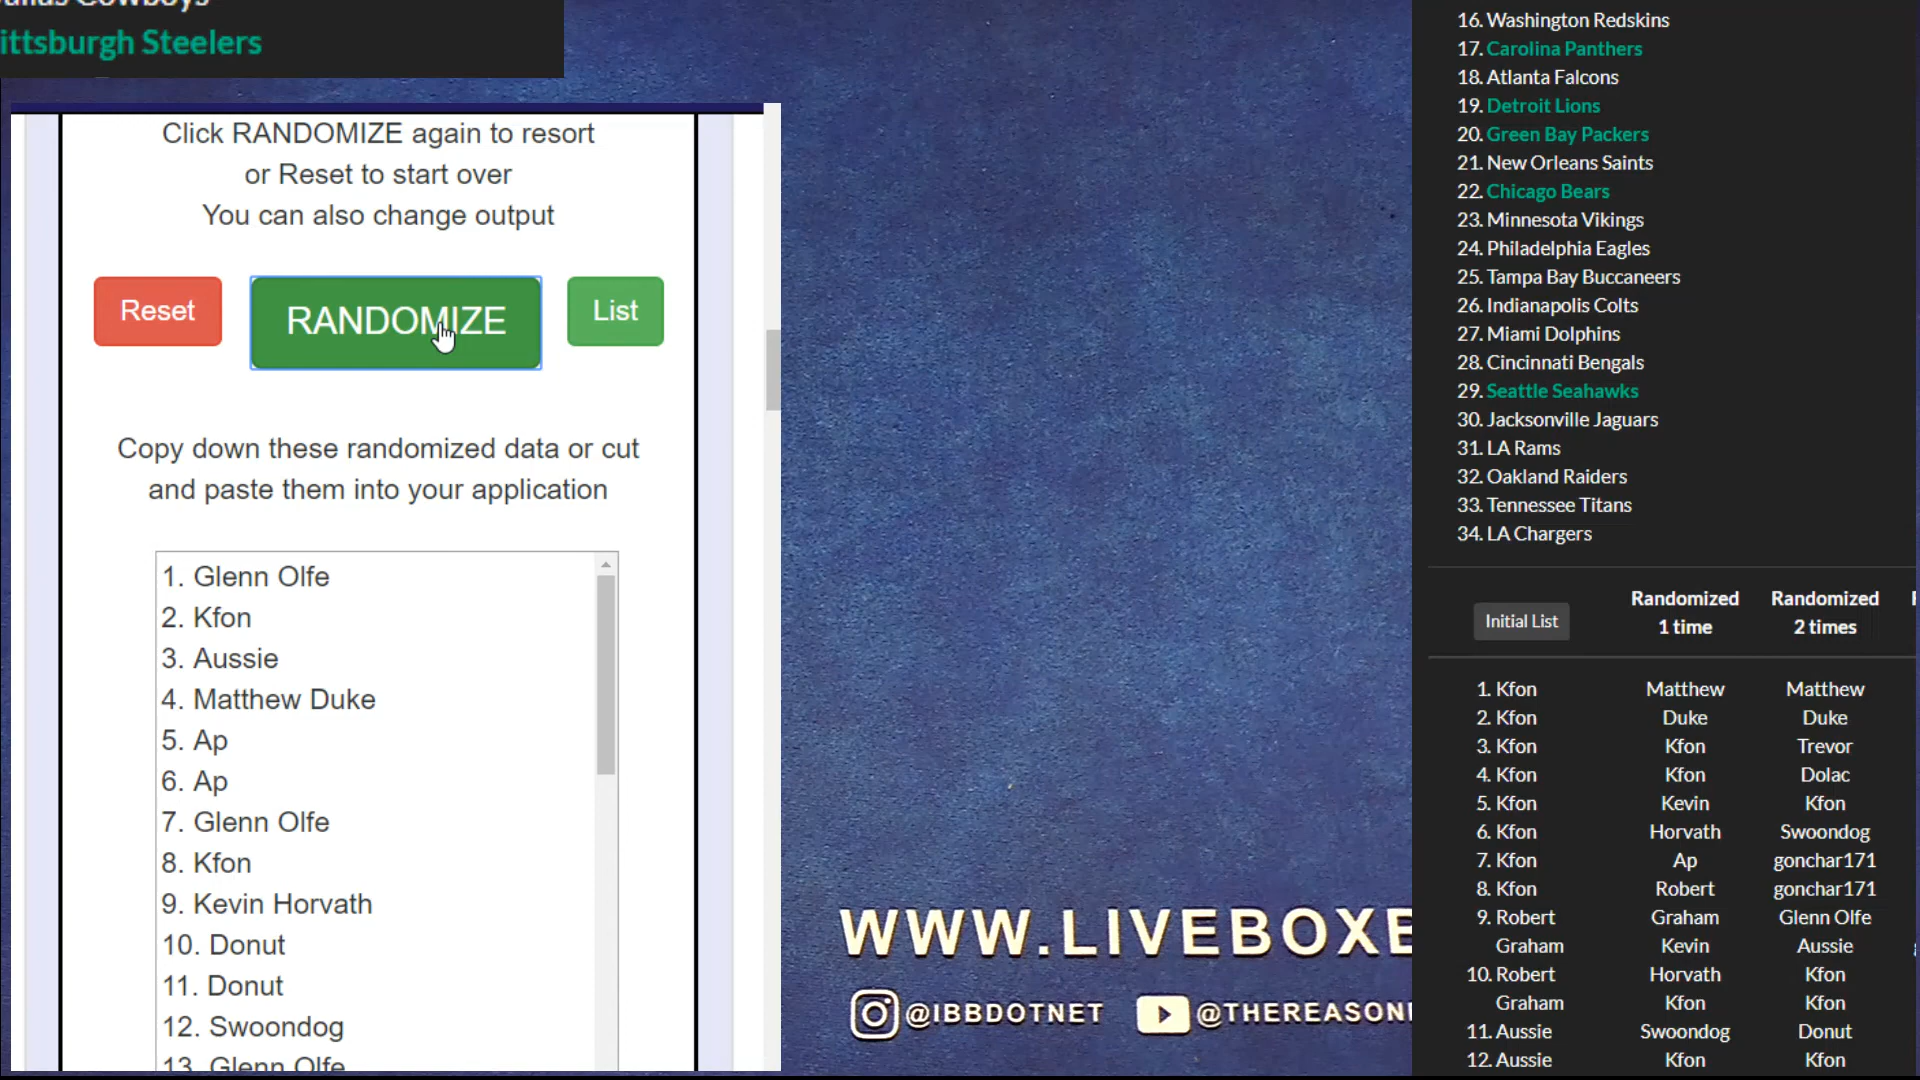 Steelers
Click RANDOMIZE again to resort
or Reset to start over
You can also change output
Reset
RANDOMIZE
List
Copy down these randomized data or cut
and paste them into your application
1. Glenn Olfe
2. Kfon
3. Aussie
4. Matthew Duke
5. Ap
6. Ap
7. Glenn Olfe
8. Kfon
9. Kevin Horvath
10. Donut
11. Donut
12. Swoondog
13. Glenn Olfe
@IBBDOTNET
16. Washington Redskins
17. Carolina Panthers
18. Atlanta Falcons
19. Detroit Lions
20. Green Bay Packers
21. New Orleans Saints
22. Chicago Bears
23. Minnesota Vikings
24. Philadelphia Eagles
25. Tampa Bay Buccaneers
26. Indianapolis Colts
27. Miami Dolphins
28. Cincinnati Bengals
29. Seattle Seahawks
30. Jacksonville Jaguars
31. LA Rams
32. Oakland Raiders
33. Tennessee Titans
34. LA Chargers
Initial List
Randomized
1 time
Randomized
2 times
1. Kfon Matthew Matthew
2. Kfon Duke Duke
3. Kfon Kfon Trevor
4. Kfon Kfon Dolac
5. Kfon Kevin Kfon
6. Kfon Horvath Swoondog
7. Kfon Ap gonchar171
8. Kfon Robert gonchar171
9. Robert Graham Glenn Olfe
Graham Kevin Aussie
10. Robert Horvath Kfon
Graham Kfon Kfon
11. Aussie Swoondog Donut
12. Aussie Kfon Kfon